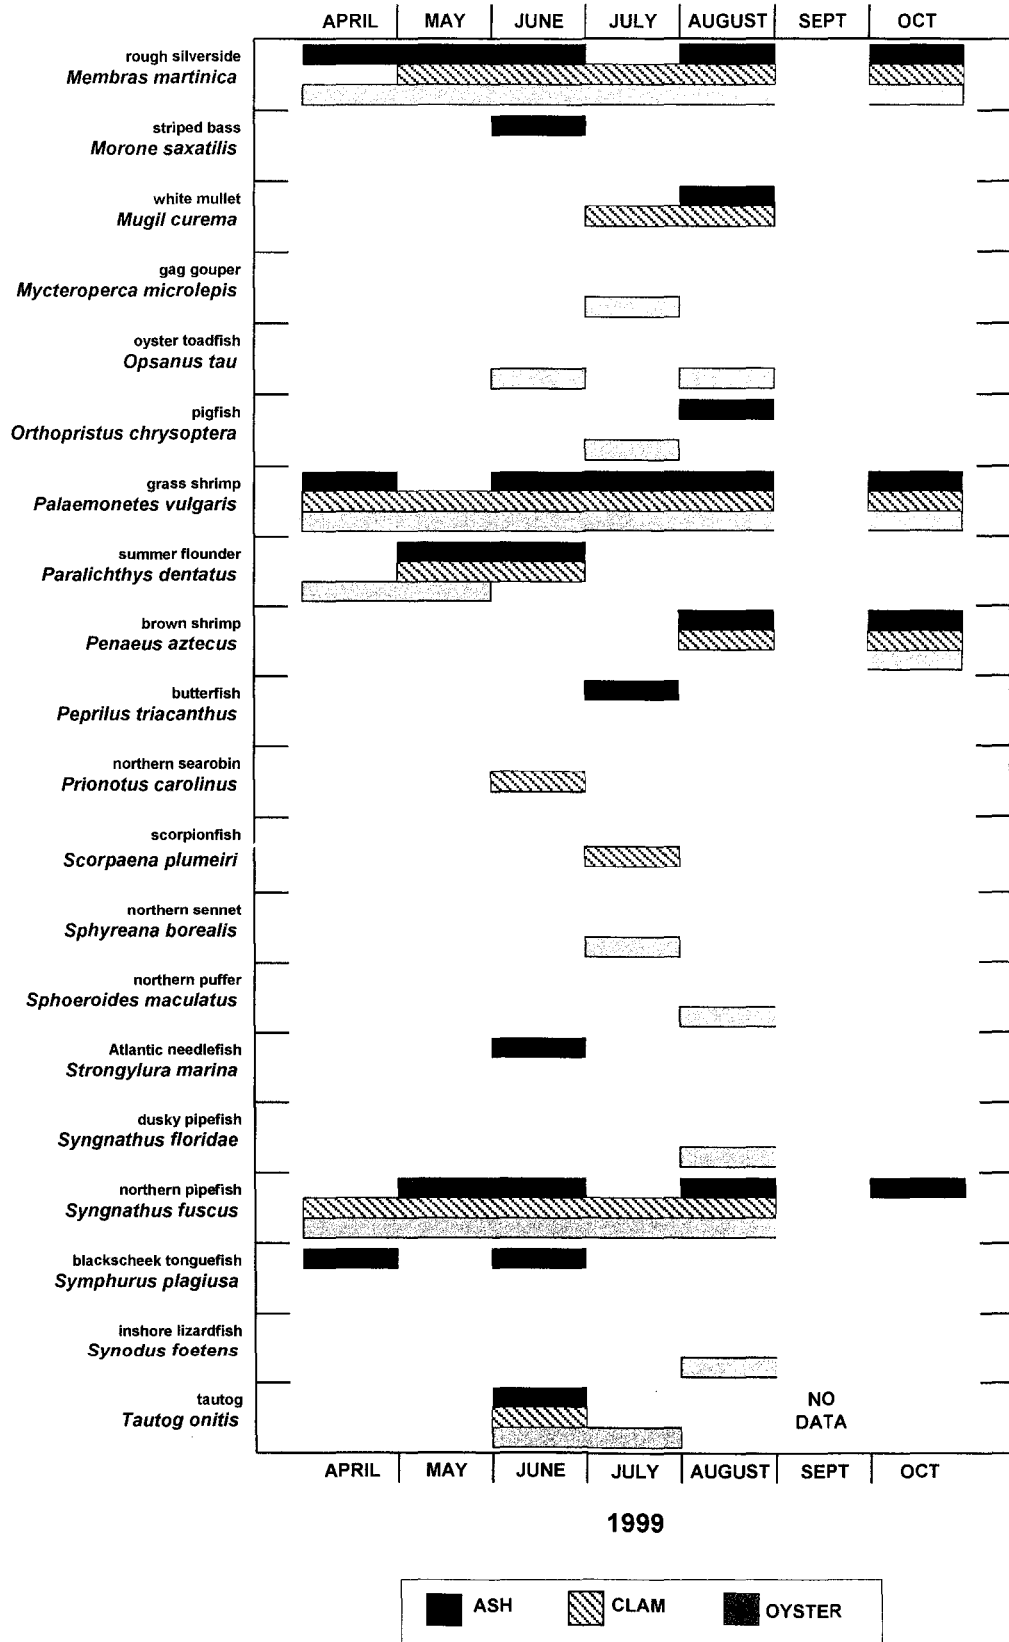 APRIL MAY JUNE JULY AUGUST SEPT OCT
rough silverside
Membras martinica
striped bass
Morone saxatilis
white mullet
Mugil curema
gag gouper
Mycteroperca microlepis
oyster toadfish
Opsanus tau
pigfish
Orthopristus chrysoptera
grass shrimp
Palaemonetes vulgaris
summer flounder
Paralichthys dentatus
brown shrimp
Penaeus aztecus
butterfish
Peprilus triacanthus
northern searobin
Prionotus carolinus
scorpionfish
Scorpaena plumeiri
northern sennet
Sphyreana borealis
northern puffer
Sphoeroides maculatus
Atlantic needlefish
Strongylura marina
dusky pipefish
Syngnathus floridae
northern pipefish
Syngnathus fuscus
blackscheek tonguefish
Symphurus plagiusa
inshore lizardfish
Synodus foetens
tautog
Tautog onitis
NO
DATA
APRIL MAY JUNE JULY AUGUST SEPT OCT
1999
ASH CLAM OYSTER